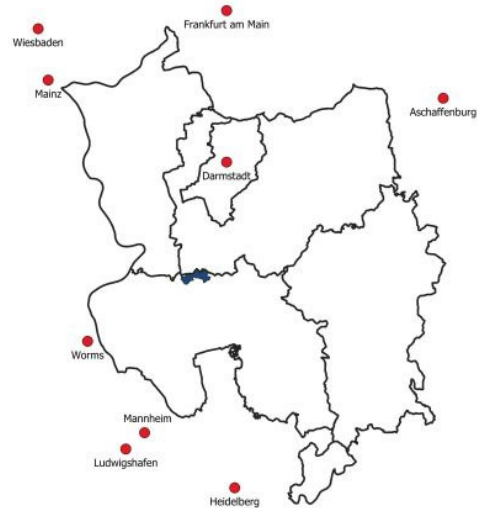 Frankfurt am Main
Wiesbaden
Mainz
Aschaffenburg
Darmstadt
Worms
Mannheim
Ludwigshafen
Heidelberg